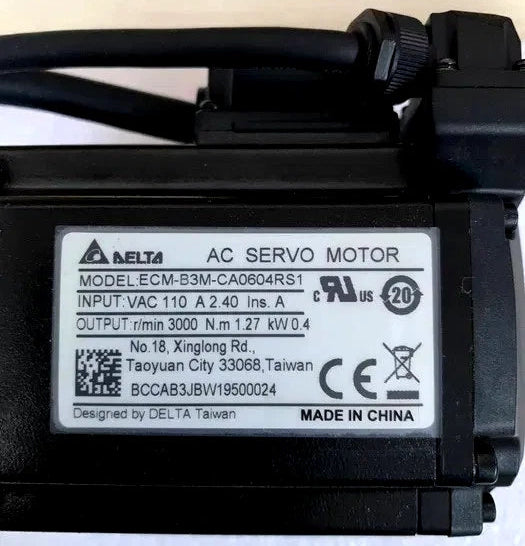 DELTA AC SERVO MOTOR
MODEL:ECM-B3M-CA0604RS1
INPUT:VAC 110 A 2.40 Ins. A
OUTPUT:r/min 3000 N.m 1.27 kW 0.4
c RU US 20
No.18, Xinglong Rd.,
Taoyuan City 33068,Taiwan
BCCAB3JBW19500024
CE
Designed by DELTA Taiwan
MADE IN CHINA